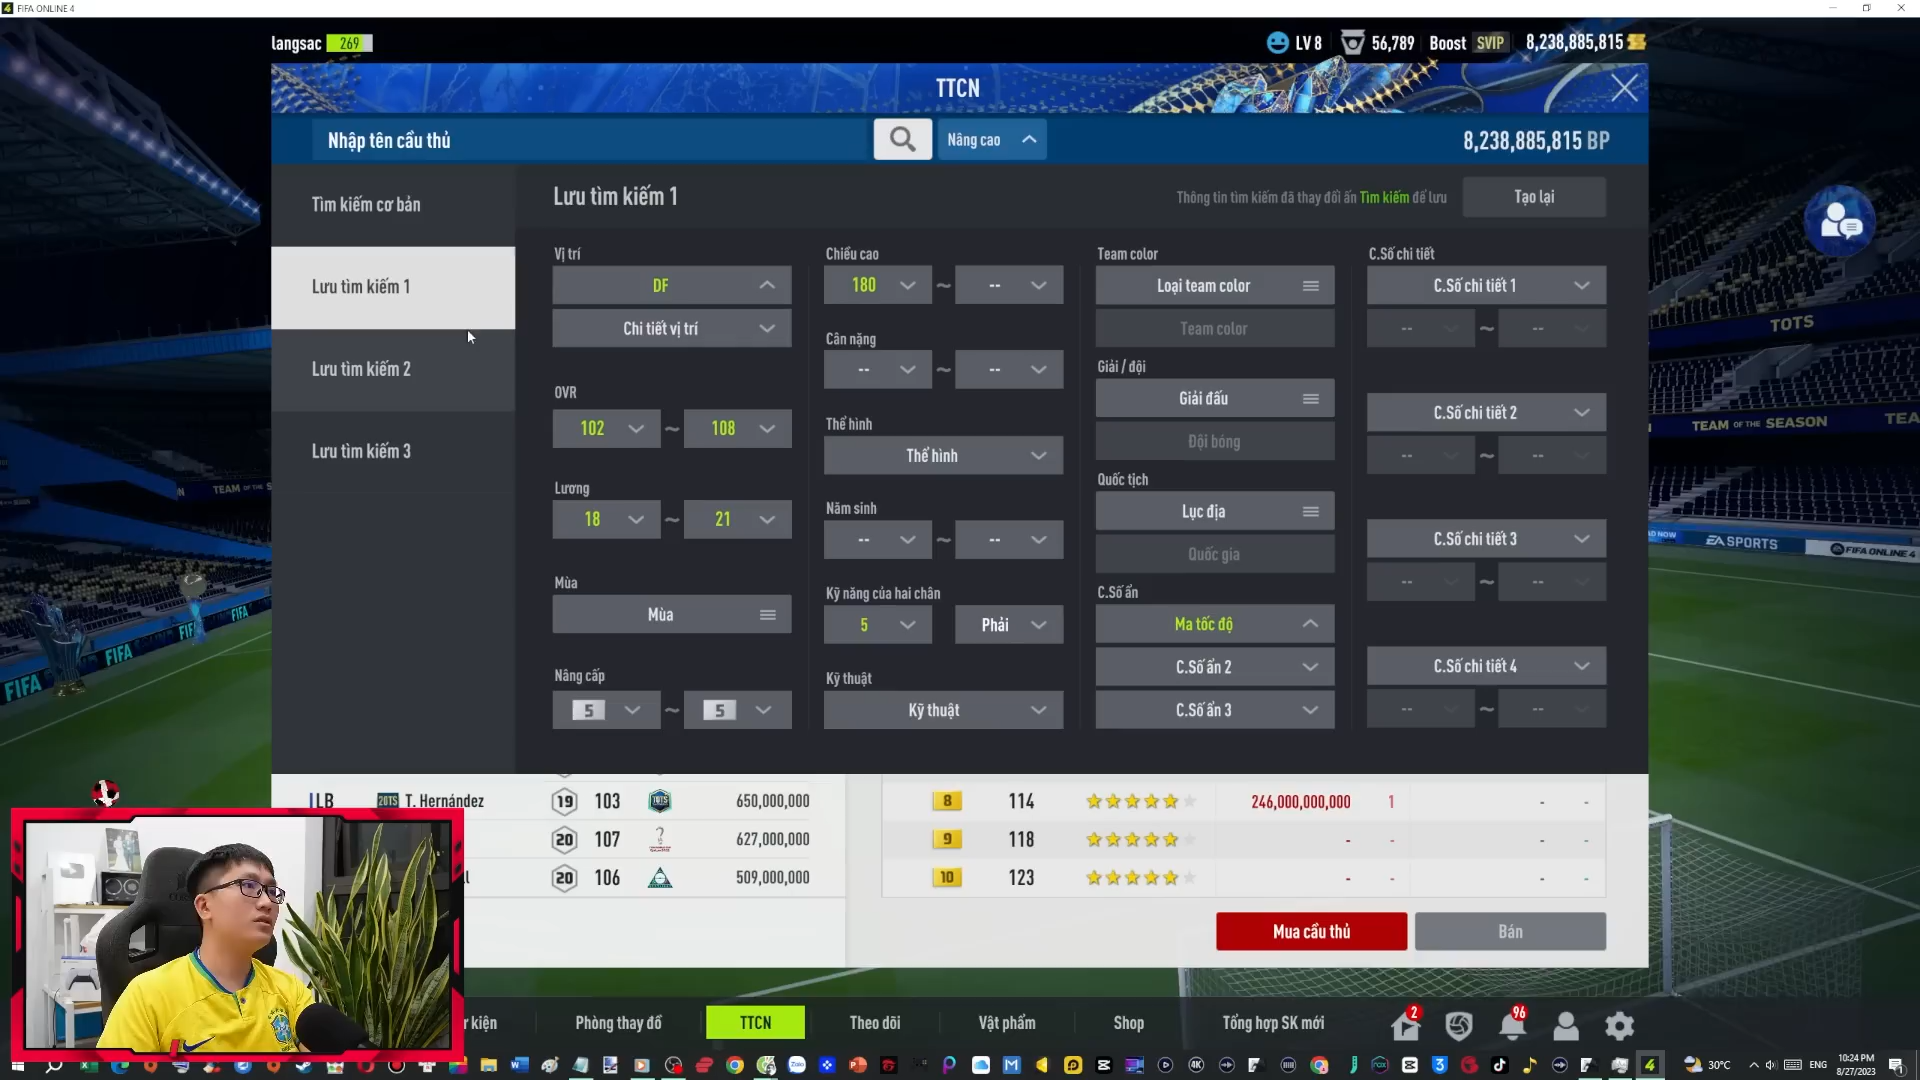 FIFA ONLINE 4
langsac 269
LV 8 56,789 Boost SVIP 8,238,885,815
TTCN
Nhập tên cầu thủ
Nâng cao
8,238,885,815 BP
Tìm kiếm cơ bản
Lưu tìm kiếm 1
Lưu tìm kiếm 2
Lưu tìm kiếm 3
Lưu tìm kiếm 1
Thông tin tìm kiếm đã thay đổi ấn Tìm kiếm để lưu
Tạo lại
Vị trí
DF
Chi tiết vị trí
OVR
102 ~ 108
Lương
18 ~ 21
Mùa
Mùa
Nâng cấp
5 ~ 5
Chiều cao
180 ~ --
Cân nặng
-- ~ --
Thể hình
Thể hình
Năm sinh
-- ~ --
Kỹ năng của hai chân
5 Phải
Kỹ thuật
Kỹ thuật
Team color
Loại team color
Team color
Giải / đội
Giải đấu
Đội bóng
Quốc tịch
Lục địa
Quốc gia
C.Số ẩn
Ma tốc độ
C.Số ẩn 2
C.Số ẩn 3
C.Số chi tiết
C.Số chi tiết 1
-- ~ --
C.Số chi tiết 2
-- ~ --
C.Số chi tiết 3
-- ~ --
C.Số chi tiết 4
-- ~ --
LB 20TS T. Hernández 19 103 650,000,000
20 107 627,000,000
20 106 509,000,000
8 114 246,000,000,000 1 - -
9 118 - - - -
10 123 - - - -
Mua cầu thủ
Bán
TOTS
TEAM OF THE SEASON
TEA
EA SPORTS
FIFA ONLINE 4
TEAM OF THE
FIFA
FIFA
FIFA
FIFA
kiện Phòng thay đồ TTCN Theo dõi Vật phẩm Shop Tổng hợp SK mới 2 96
30°C
ENG
10:24 PM
8/27/2023